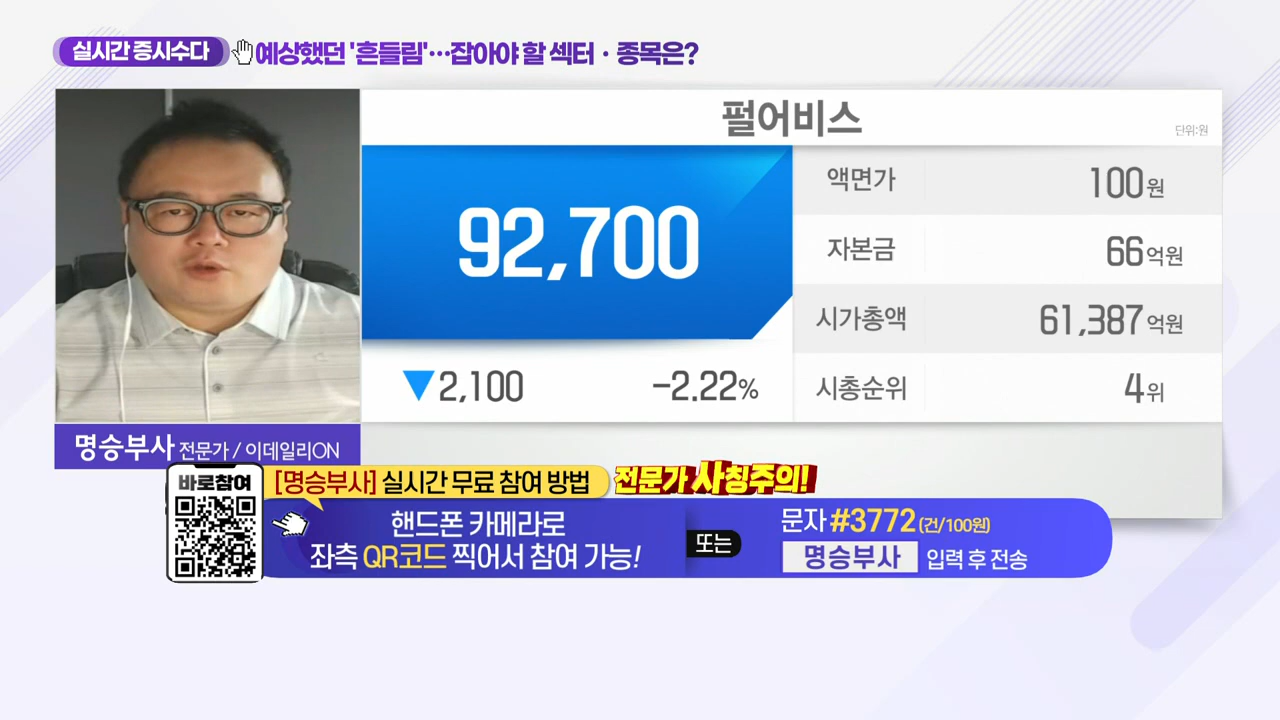 실시간 증시수다 예상했던 '흔들림'…잡아야 할 섹터·종목은?
펄어비스
단위:원
92,700
▼2,100 -2.22%
액면가 100원
자본금 66억원
시가총액 61,387억원
시총순위 4위
명승부사 전문가 / 이데일리ON
바로참여
[명승부사] 실시간 무료 참여 방법 전문가 사칭주의!
핸드폰 카메라로
좌측 QR코드 찍어서 참여 가능!
또는
문자 #3772 (건/100원)
명승부사 입력 후 전송